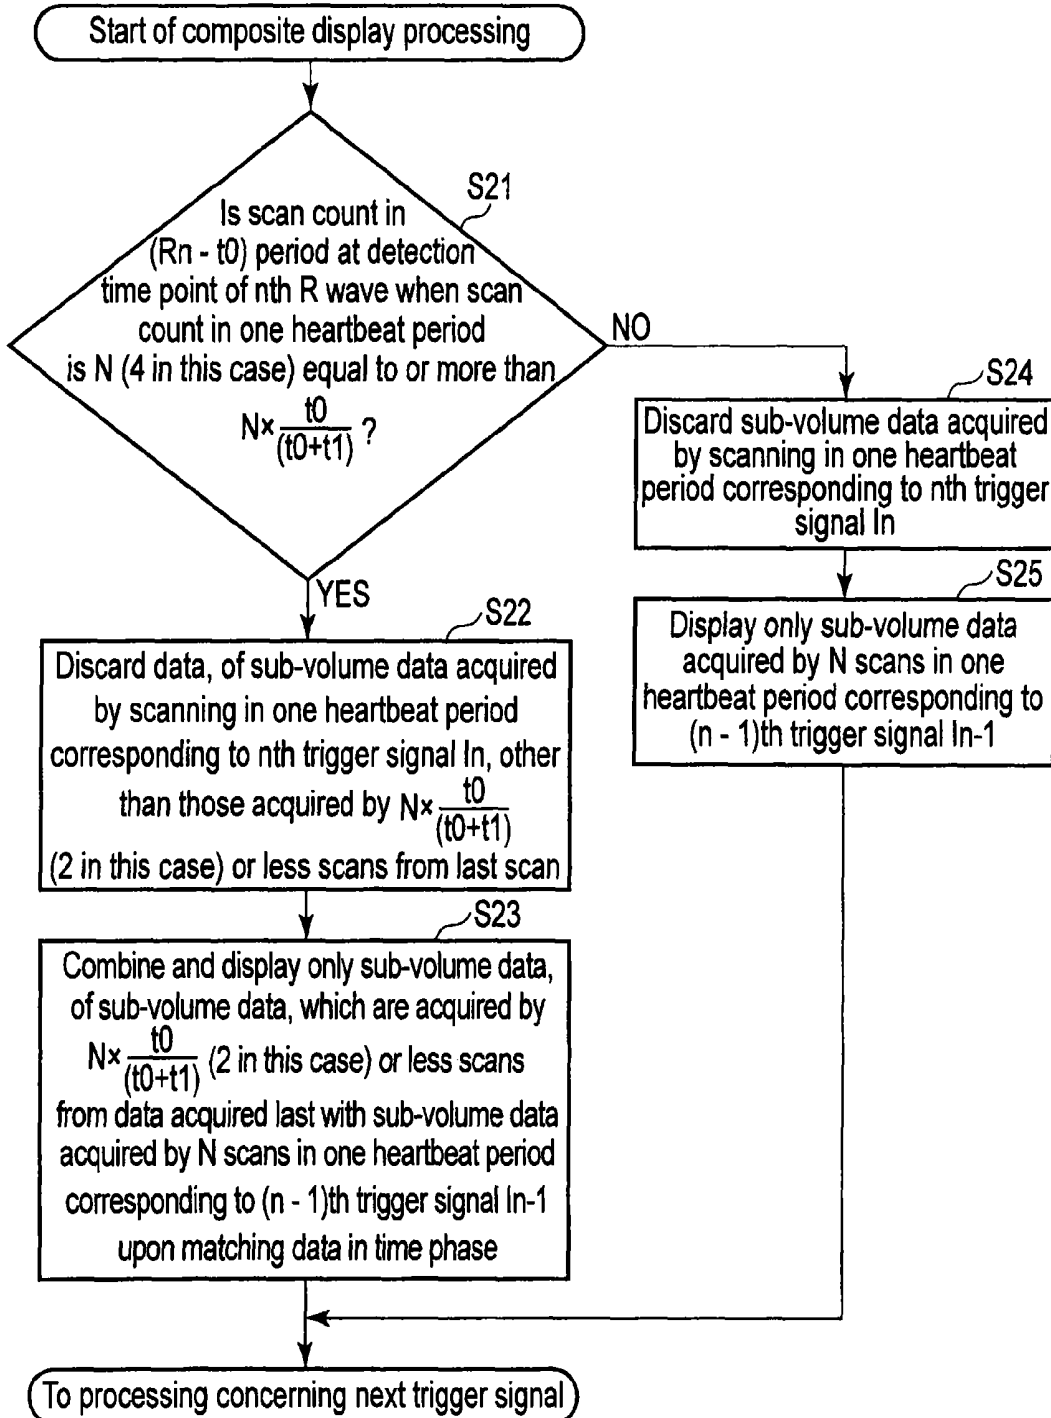 Start of composite display processing
S21
Is scan count in
(Rn - t0) period at detection
time point of nth R wave when scan
count in one heartbeat period
is N (4 in this case) equal to or more than
N× t0/(t0+t1) ?
NO
S24
Discard sub-volume data acquired
by scanning in one heartbeat
period corresponding to nth trigger
signal In
S25
Display only sub-volume data
acquired by N scans in one
heartbeat period corresponding to
(n - 1)th trigger signal In-1
YES
S22
Discard data, of sub-volume data acquired
by scanning in one heartbeat period
corresponding to nth trigger signal In, other
than those acquired by N× t0/(t0+t1)
(2 in this case) or less scans from last scan
S23
Combine and display only sub-volume data,
of sub-volume data, which are acquired by
N× t0/(t0+t1) (2 in this case) or less scans
from data acquired last with sub-volume data
acquired by N scans in one heartbeat period
corresponding to (n - 1)th trigger signal In-1
upon matching data in time phase
To processing concerning next trigger signal